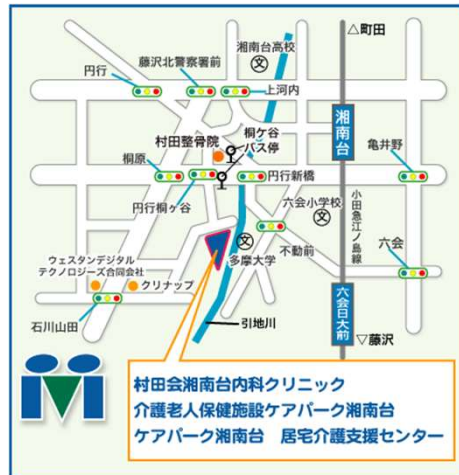 △町田
湘南台高校
文
藤沢北警察署前
円行
上河内
湘南台
桐ケ谷
バス停
村田整骨院
亀井野
桐原
円行新橋
円行桐ヶ谷
六会小学校
文
小田急江ノ島線
文
多摩大学
不動前
六会
ウェスタンデジタル
テクノロジーズ合同会社
クリナップ
石川山田
引地川
六会日大前
▽藤沢
村田会湘南台内科クリニック
介護老人保健施設ケアパーク湘南台
ケアパーク湘南台 居宅介護支援センター